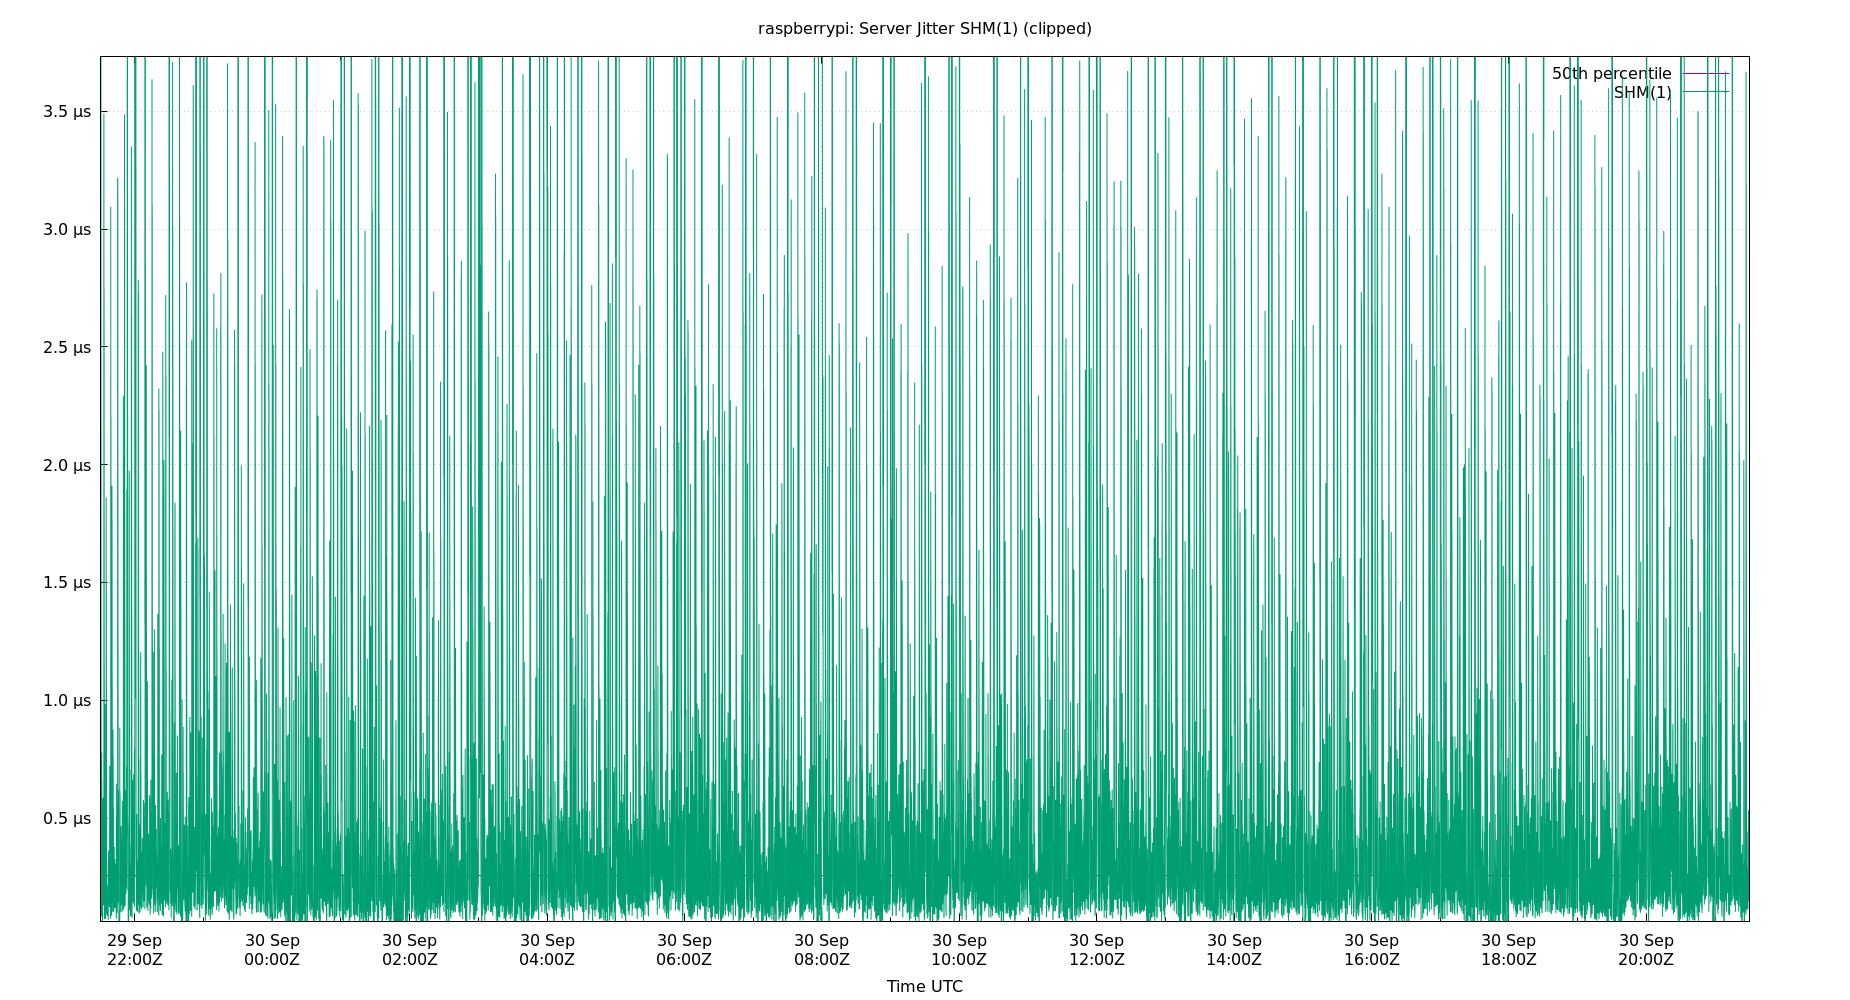 raspberrypi: Server Jitter SHM(1) (clipped)
50th percentile
SHM(1)
3.5 µs
3.0 µs
2.5 µs
2.0 µs
1.5 µs
1.0 µs
0.5 µs
29 Sep 30 Sep 30 Sep 30 Sep 30 Sep 30 Sep 30 Sep 30 Sep 30 Sep 30 Sep 30 Sep 30 Sep
22:00Z 00:00Z 02:00Z 04:00Z 06:00Z 08:00Z 10:00Z 12:00Z 14:00Z 16:00Z 18:00Z 20:00Z
Time UTC